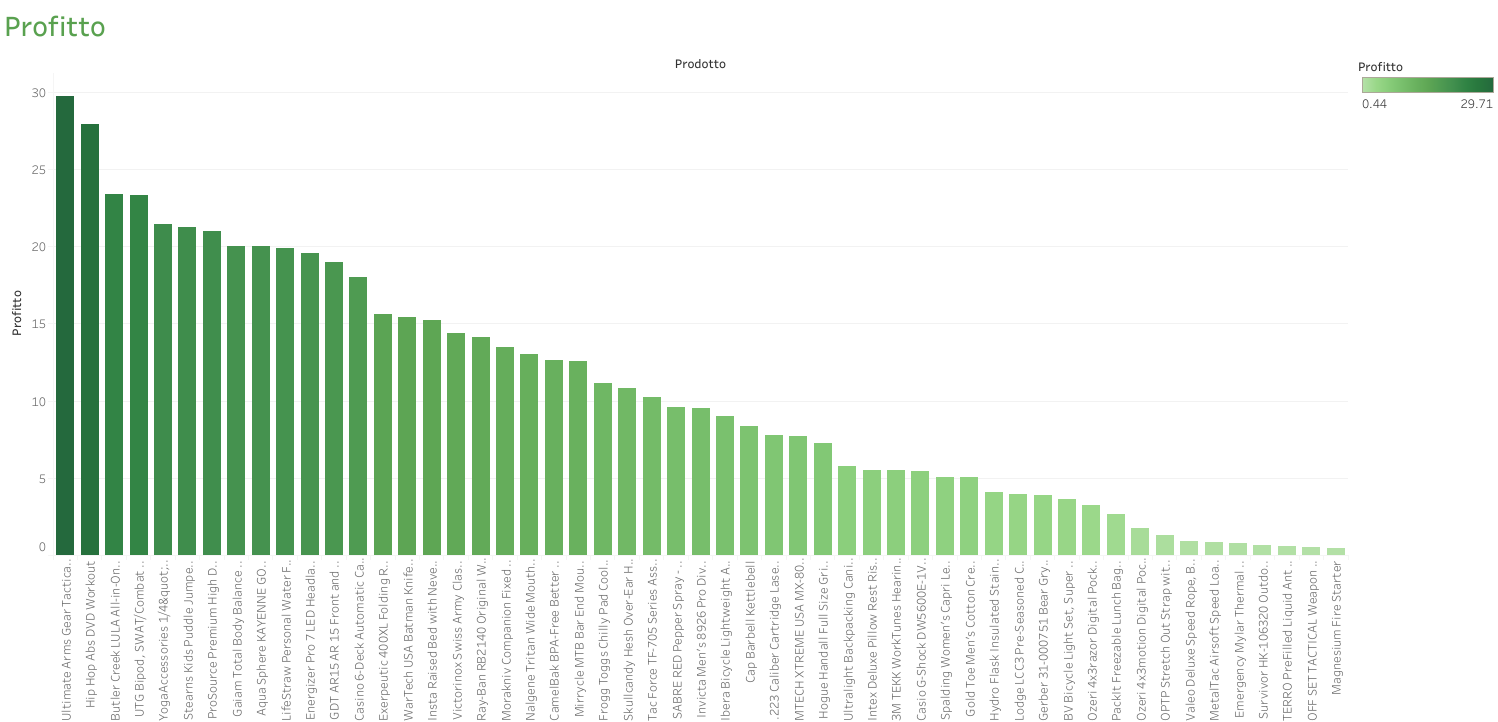 Profitto
Prodotto
Profitto
0.44 29.71
Profitto
30
25
20
15
10
5
0
Ultimate Arms Gear Tactica..
Hip Hop Abs DVD Workout
Butler Creek LULA All-in-On..
UTG Bipod, SWAT/Combat ..
YogaAccessories 1/4&quot;..
Stearns Kids Puddle Jumpe..
ProSource Premium High D..
Gaiam Total Body Balance ..
Aqua Sphere KAYENNE GO..
LifeStraw Personal Water F..
Energizer Pro 7 LED Headla..
GDT AR15 AR 15 Front and ..
Casino 6-Deck Automatic Ca..
Exerpeutic 400XL Folding R..
WarTech USA Batman Knife..
Insta Raised Bed with Neve..
Victorinox Swiss Army Clas..
Ray-Ban RB2140 Original W..
Morakniv Companion Fixed ..
Nalgene Tritan Wide Mouth..
CamelBak BPA-Free Better ..
Mirrycle MTB Bar End Mou..
Frogg Toggs Chilly Pad Cool..
Skullcandy Hesh Over-Ear H..
Tac Force TF-705 Series Ass..
SABRE RED Pepper Spray - ..
Invicta Men's 8926 Pro Div..
Ibera Bicycle Lightweight A..
Cap Barbell Kettlebell
.223 Caliber Cartridge Lase..
MTECH XTREME USA MX-80..
Hogue Handall Full Size Gri..
Ultralight Backpacking Cani..
Intex Deluxe Pillow Rest Ris..
3M TEKK WorkTunes Hearin..
Casio G-Shock DW5600E-1V..
Spalding Women's Capri Le..
Gold Toe Men's Cotton Cre..
Hydro Flask Insulated Stain..
Lodge LCC3 Pre-Seasoned C..
Gerber 31-000751 Bear Gry..
BV Bicycle Light Set, Super ..
Ozeri 4x3razor Digital Pock..
PackIt Freezable Lunch Bag..
Ozeri 4x3motion Digital Poc..
OPTP Stretch Out Strap wit..
Valeo Deluxe Speed Rope, B..
MetalTac Airsoft Speed Loa..
Emergency Mylar Thermal ..
Survivor HK-106320 Outdo..
TERRO PreFilled Liquid Ant ..
OFF SET TACTICAL Weapon ..
Magnesium Fire Starter